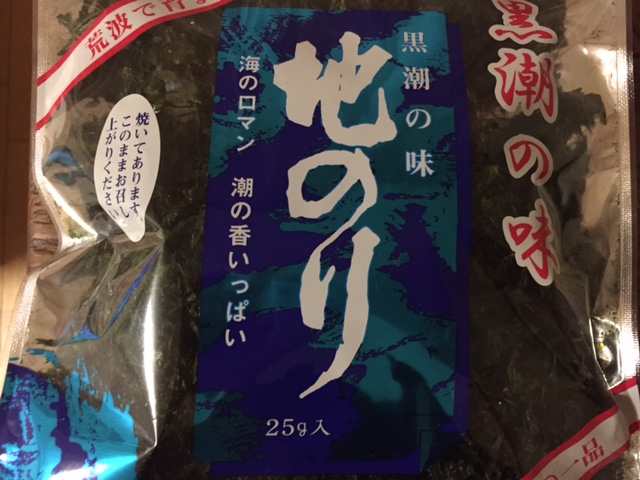 黒潮の味
黒潮の味
地のり
海のロマン 潮の香いっぱい
25g入
荒波で育
焼いてあります
このままお召し
上がりください
一品